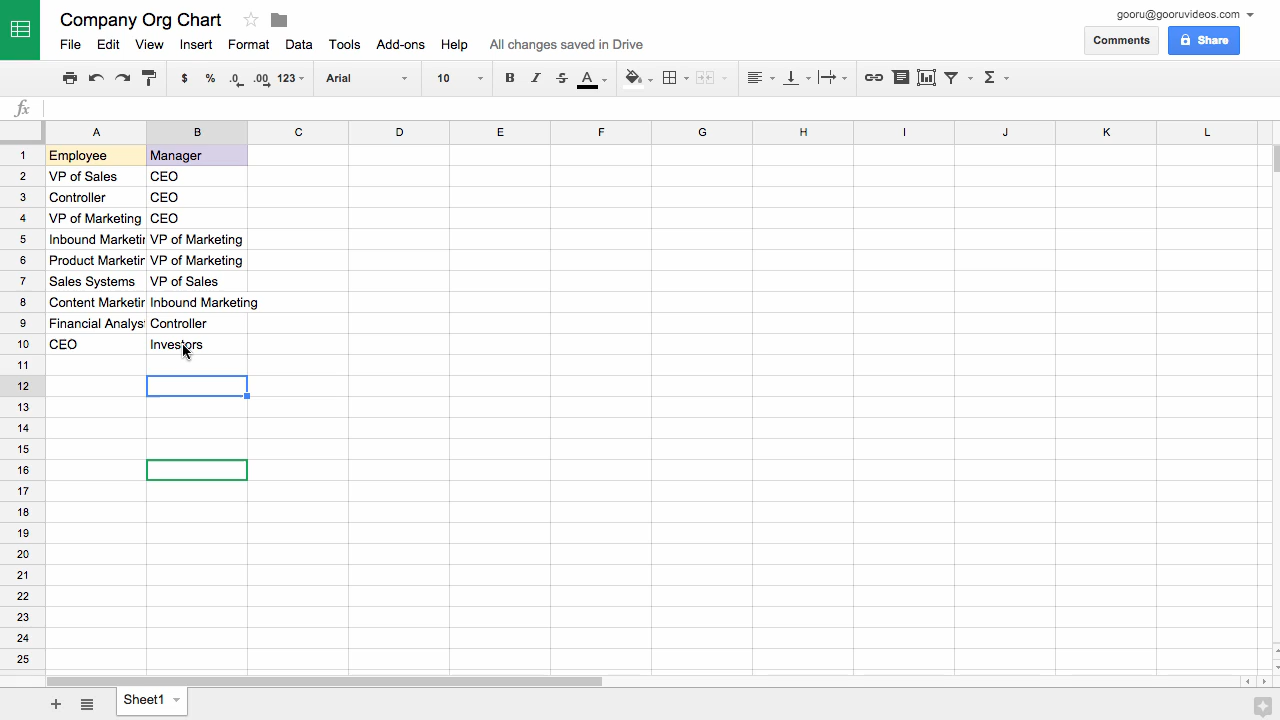 Company Org Chart
gooru@gooruvideos.com
File Edit View Insert Format Data Tools Add-ons Help All changes saved in Drive
Comments Share
$ % .0 .00 123 Arial 10 B I S A Σ
fx
A B C D E F G H I J K L
1 Employee Manager
2 VP of Sales CEO
3 Controller CEO
4 VP of Marketing CEO
5 Inbound Marketin VP of Marketing
6 Product Marketin VP of Marketing
7 Sales Systems VP of Sales
8 Content Marketin Inbound Marketing
9 Financial Analys Controller
10 CEO Investors
11
12
13
14
15
16
17
18
19
20
21
22
23
24
25
Sheet1